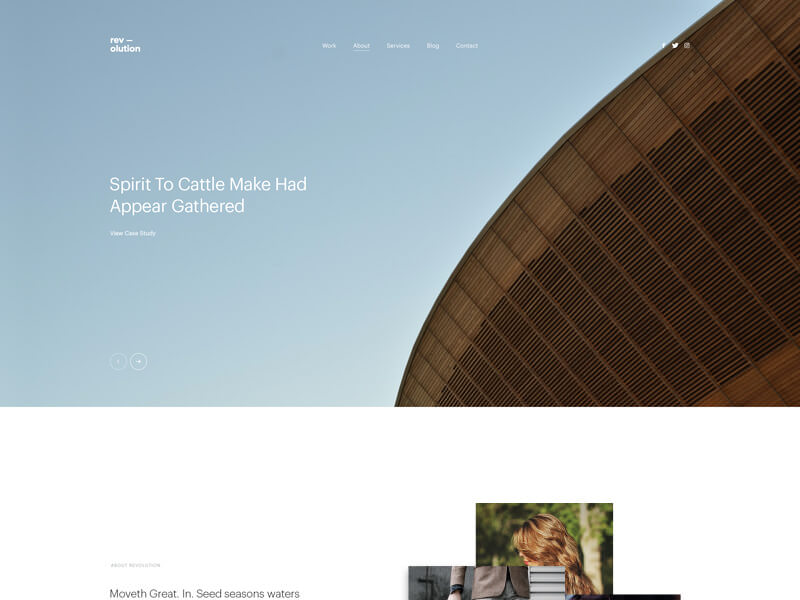 rev —
olution
Work About Services Blog Contact
Spirit To Cattle Make Had
Appear Gathered
View Case Study
ABOUT REVOLUTION
Moveth Great. In. Seed seasons waters